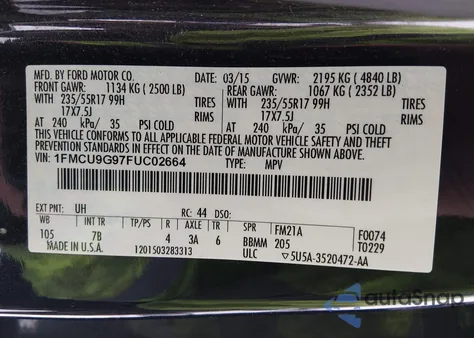 MFD. BY FORD MOTOR CO. 03/15 GVWR: 2195 KG ( 4840 LB)
FRONT GAWR: 1134 KG ( 2500 LB) REAR GAWR: 1067 KG ( 2352 LB)
WITH 235/55R17 99H TIRES WITH 235/55R17 99H TIRES
17X7.5J RIMS 17X7.5J RIMS
AT 240 kPa/ 35 PSI COLD AT 240 kPa/ 35 PSI COLD
THIS VEHICLE CONFORMS TO ALL APPLICABLE FEDERAL MOTOR VEHICLE SAFETY AND THEFT PREVENTION STANDARDS IN EFFECT ON THE DATE OF MANUFACTURE SHOWN ABOVE.
VIN: 1FMCU9G97FUC02664 TYPE: MPV
EXT PNT: UH RC: 44 DSO: FM21A F0074
WB INT TR TP/PS R AXLE TR BBMM 205 T0229
105 7B 4 3A 6 ULC
MADE IN U.S.A. 1201503283313 5U5A-3520472-AA
autoSnap